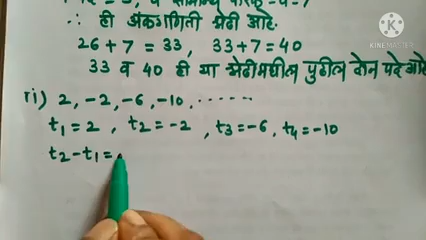 ∴ ही अंकगणिती श्रेढी आहे.
26 + 7 = 33, 33 + 7 = 40
33 व 40 ही या श्रेढीमधील पुढील दोन पदे
ii) 2, -2, -6, -10, ......
t₁ = 2, t₂ = -2, t₃ = -6, t₄ = -10
t₂ - t₁ =
KINEMASTER